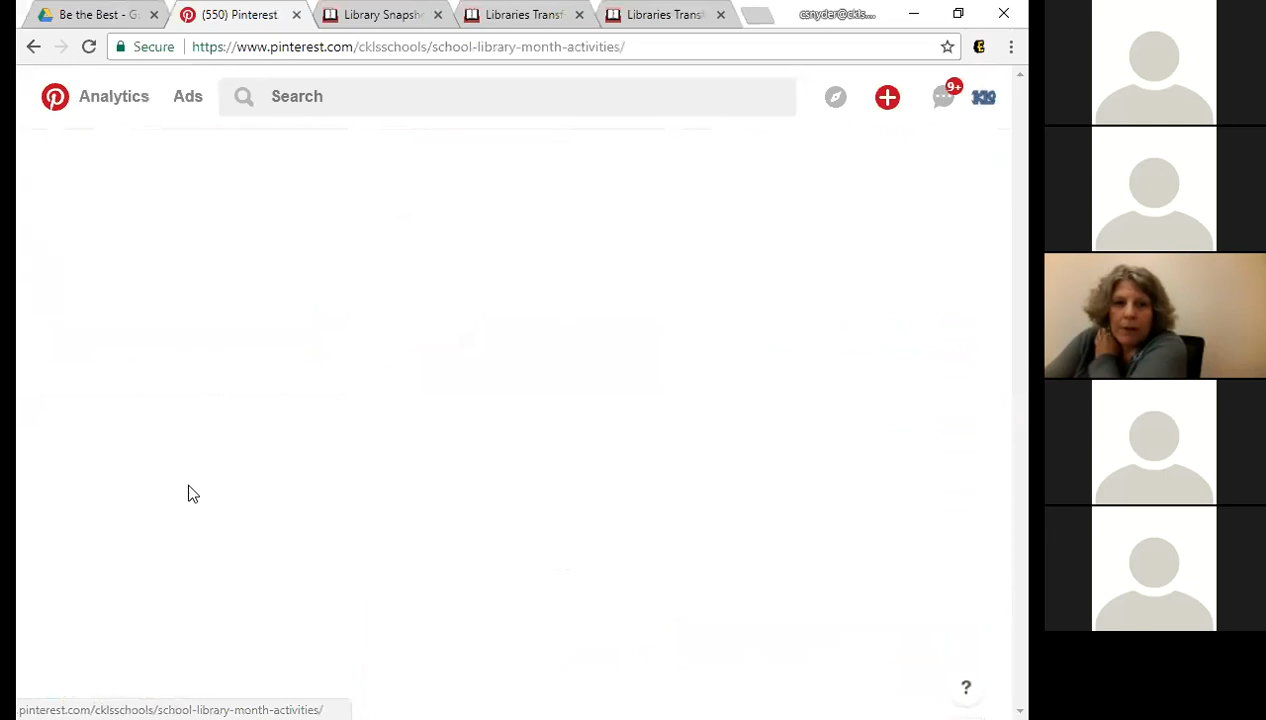 Be the Best - G
(550) Pinterest
Library Snapsh
Libraries Transf
Libraries Transf
csnyder@ckls...
Secure
https://www.pinterest.com/cklsschools/school-library-month-activities/
Analytics
Ads
Search
9+
?
pinterest.com/cklsschools/school-library-month-activities/